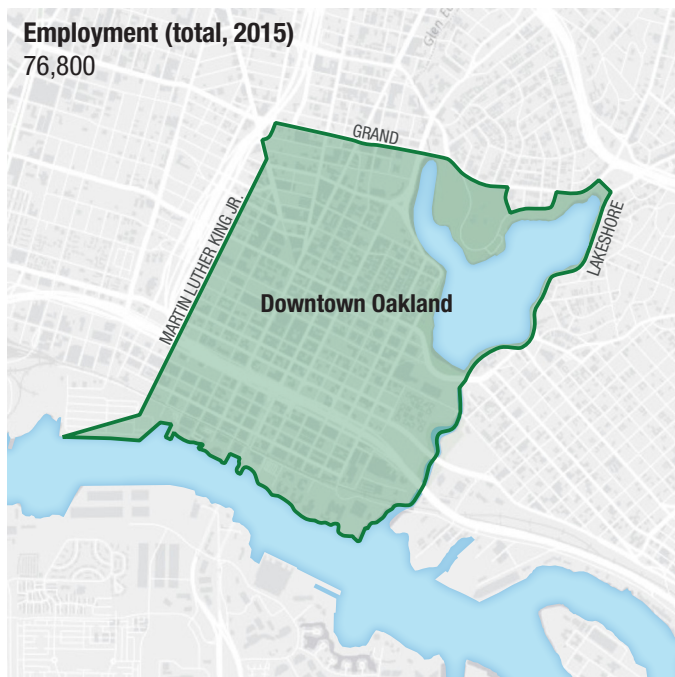 Employment (total, 2015)
76,800
GRAND
MARTIN LUTHER KING JR.
LAKESHORE
Downtown Oakland